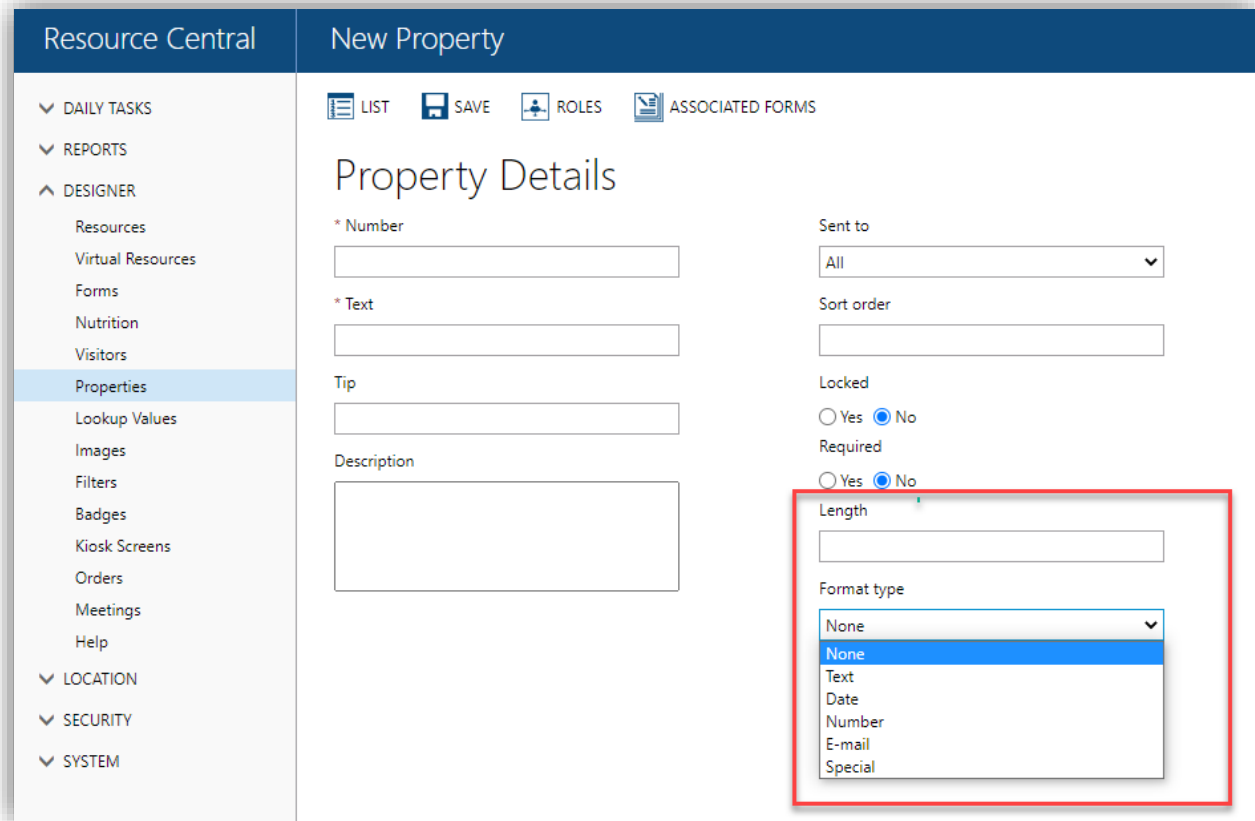 Resource Central
New Property
DAILY TASKS
REPORTS
DESIGNER
Resources
Virtual Resources
Forms
Nutrition
Visitors
Properties
Lookup Values
Images
Filters
Badges
Kiosk Screens
Orders
Meetings
Help
LOCATION
SECURITY
SYSTEM
LIST SAVE ROLES ASSOCIATED FORMS
Property Details
* Number
* Text
Tip
Description
Sent to
All
Sort order
Locked
Yes No
Required
Yes No
Length
Format type
None
None
Text
Date
Number
E-mail
Special